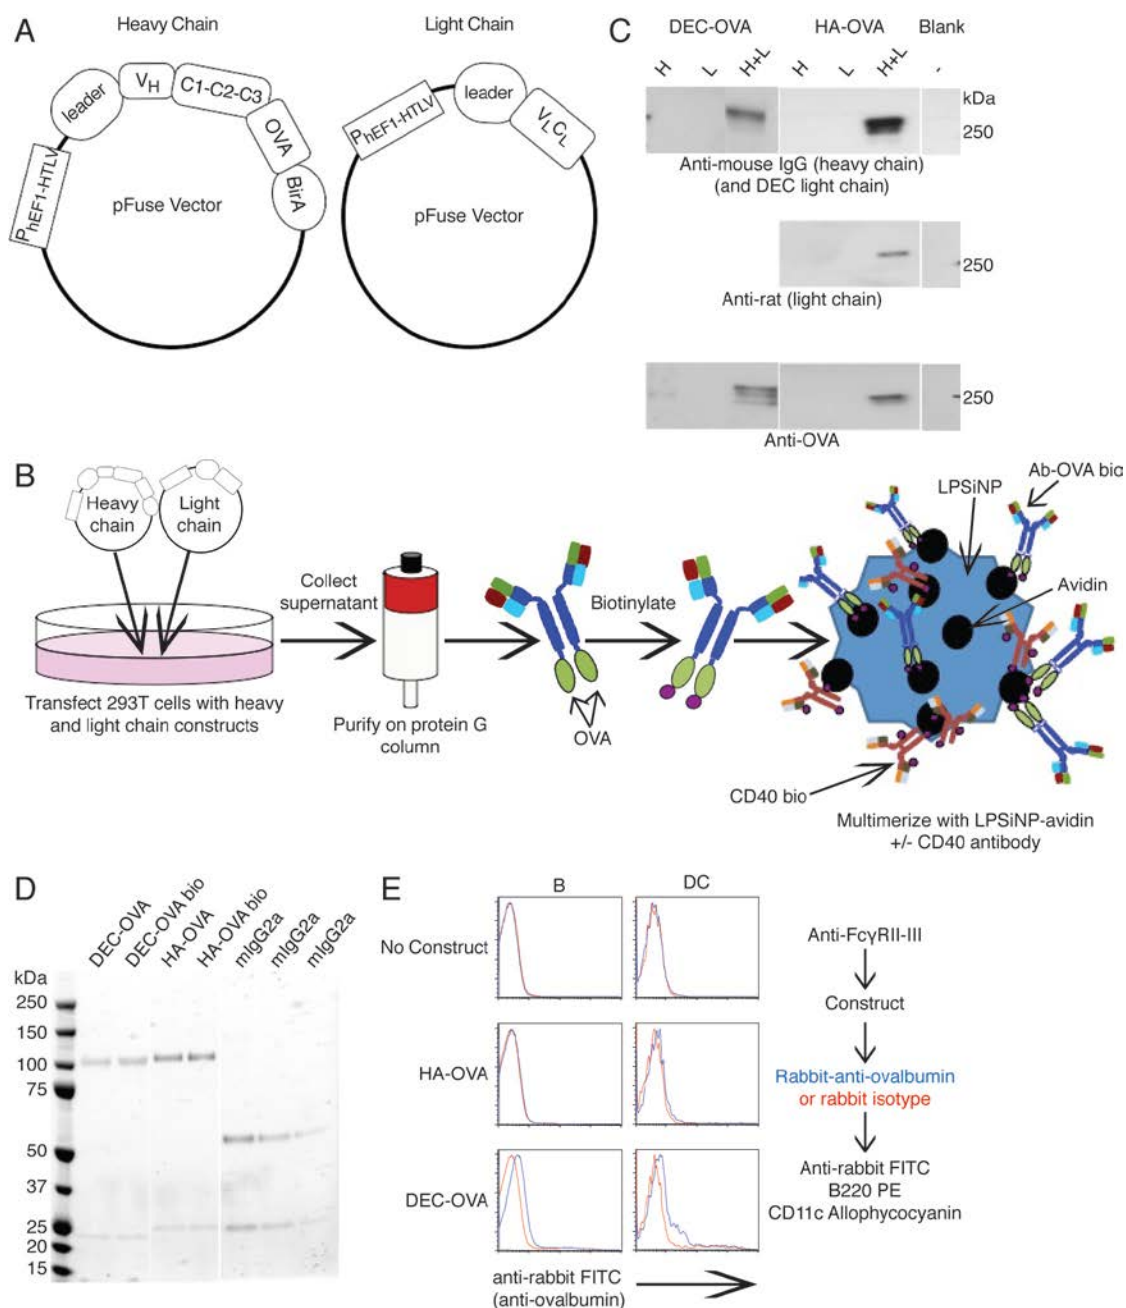 A
Heavy Chain
Light Chain
leader
VH
C1-C2-C3
OVA
BirA
PhEF1-HTLV
pFuse Vector
PhEF1-HTLV
leader
VLCL
pFuse Vector
C
DEC-OVA
HA-OVA
Blank
H
L
H+L
H
L
H+L
-
kDa
250
Anti-mouse IgG (heavy chain)
(and DEC light chain)
250
Anti-rat (light chain)
250
Anti-OVA
B
Heavy
chain
Light
chain
Transfect 293T cells with heavy
and light chain constructs
Collect
supernatant
Purify on protein G
column
OVA
Biotinylate
LPSiNP
Ab-OVA bio
Avidin
CD40 bio
Multimerize with LPSiNP-avidin
+/- CD40 antibody
D
DEC-OVA
DEC-OVA bio
HA-OVA
HA-OVA bio
mIgG2a
mIgG2a
mIgG2a
kDa
250
150
100
75
50
37
25
20
15
E
B
DC
No Construct
HA-OVA
DEC-OVA
anti-rabbit FITC
(anti-ovalbumin)
Anti-FcγRII-III
Construct
Rabbit-anti-ovalbumin
or rabbit isotype
Anti-rabbit FITC
B220 PE
CD11c Allophycocyanin